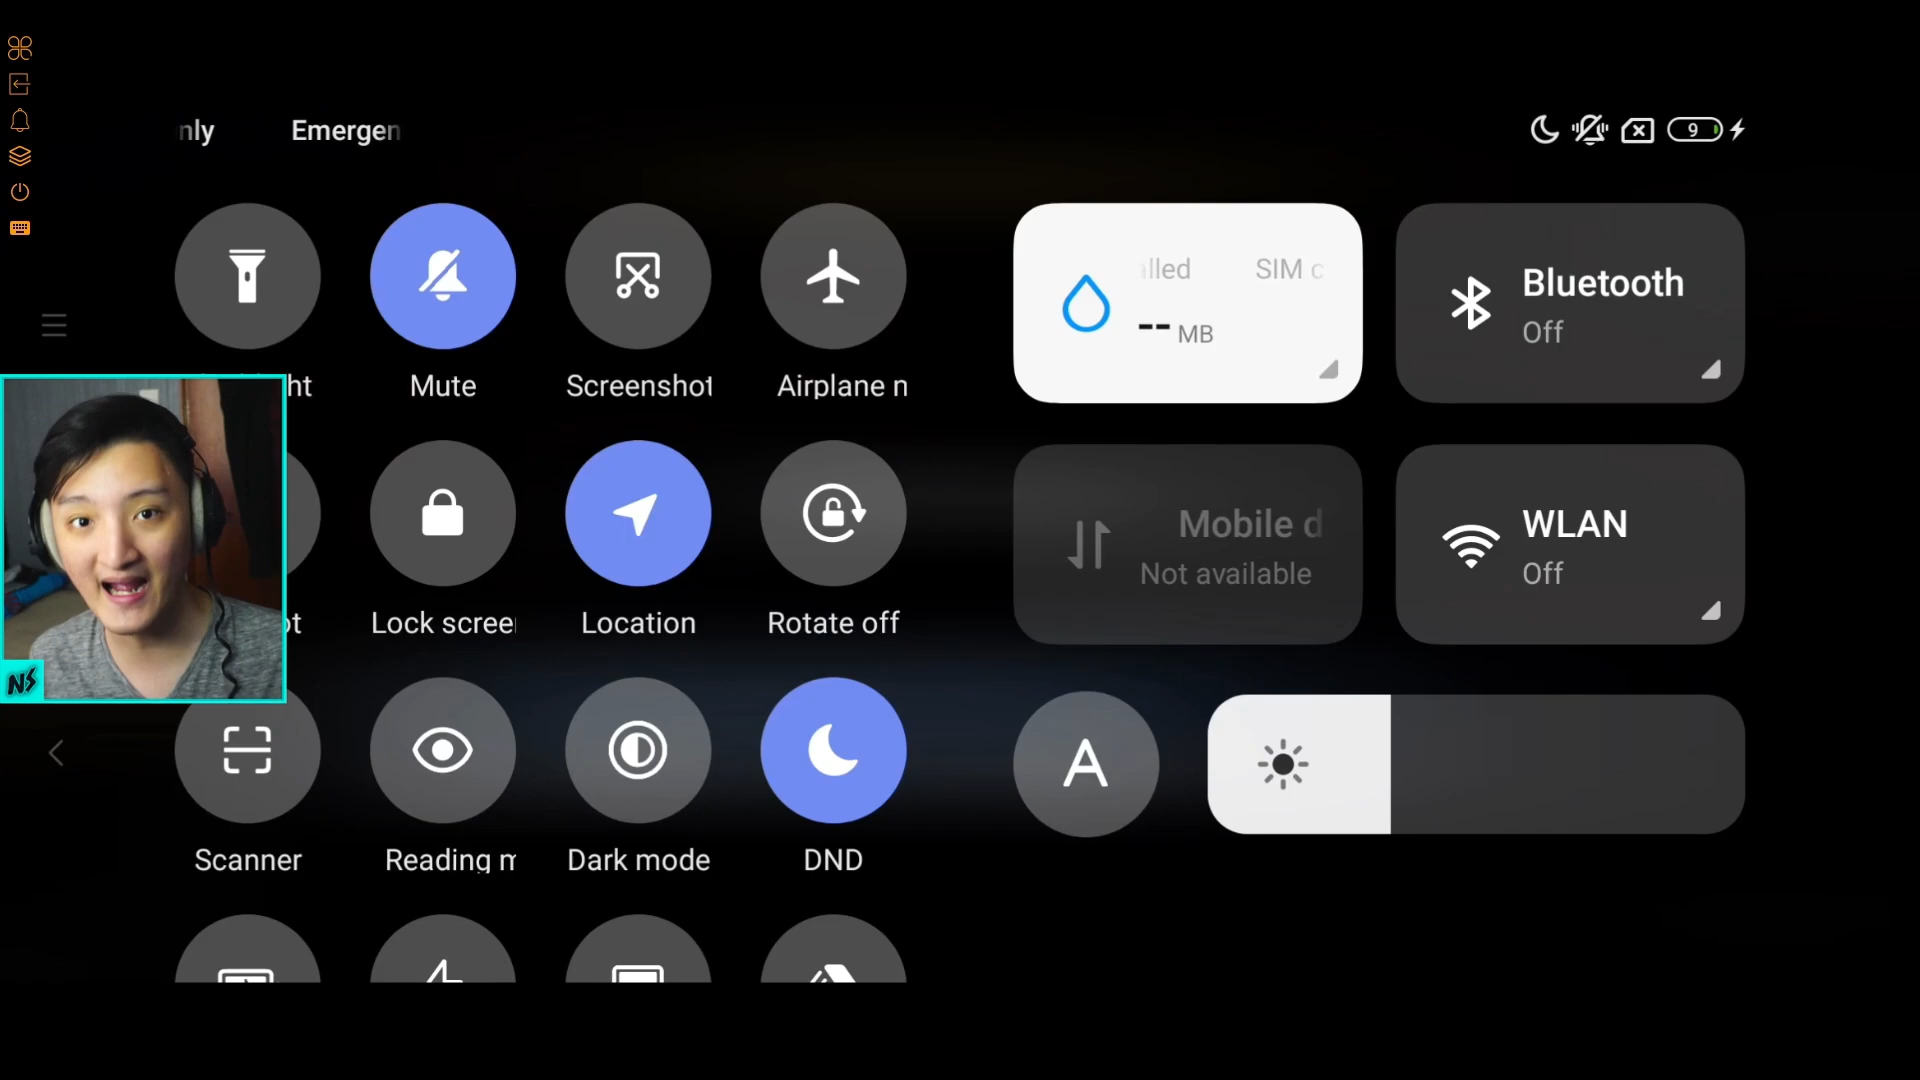 nly Emergen
9
ht
Mute
Screenshot
Airplane n
lled SIM c
-- MB
Bluetooth
Off
ot
Lock scree
Location
Rotate off
Mobile d
Not available
WLAN
Off
NS
Scanner
Reading m
Dark mode
DND
A